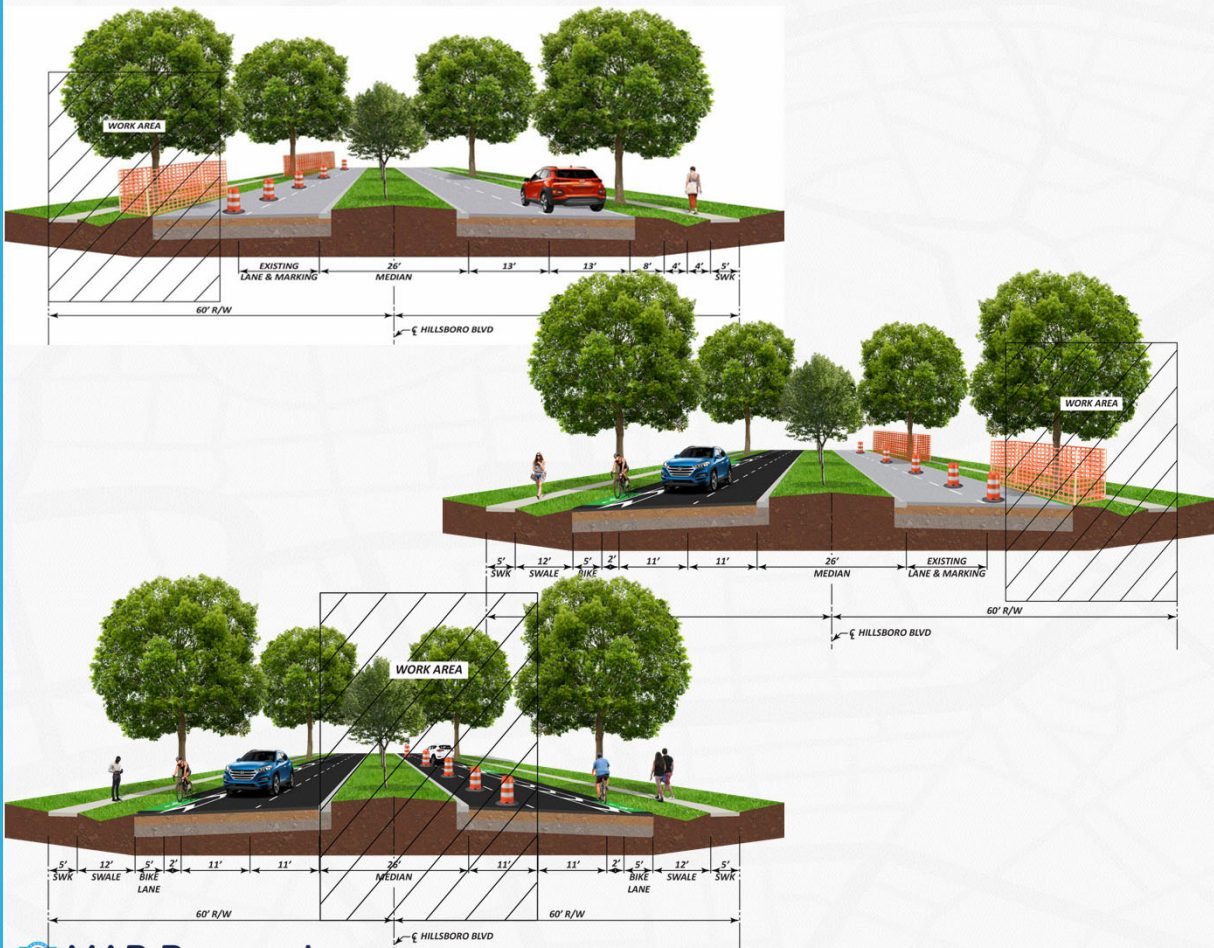 WORK AREA
EXISTING 26' 13' 13' 8' 4' 4' 5'
LANE & MARKING MEDIAN SWK
60' R/W
℄ HILLSBORO BLVD
WORK AREA
5' 12' 5' 2' 11' 11' 26' EXISTING
SWK SWALE BIKE MEDIAN LANE & MARKING
60' R/W
℄ HILLSBORO BLVD
WORK AREA
5' 12' 5' 2' 11' 11' 26' 11' 11' 2' 5' 12' 5'
SWK SWALE BIKE MEDIAN BIKE SWALE SWK
LANE LANE
60' R/W 60' R/W
℄ HILLSBORO BLVD